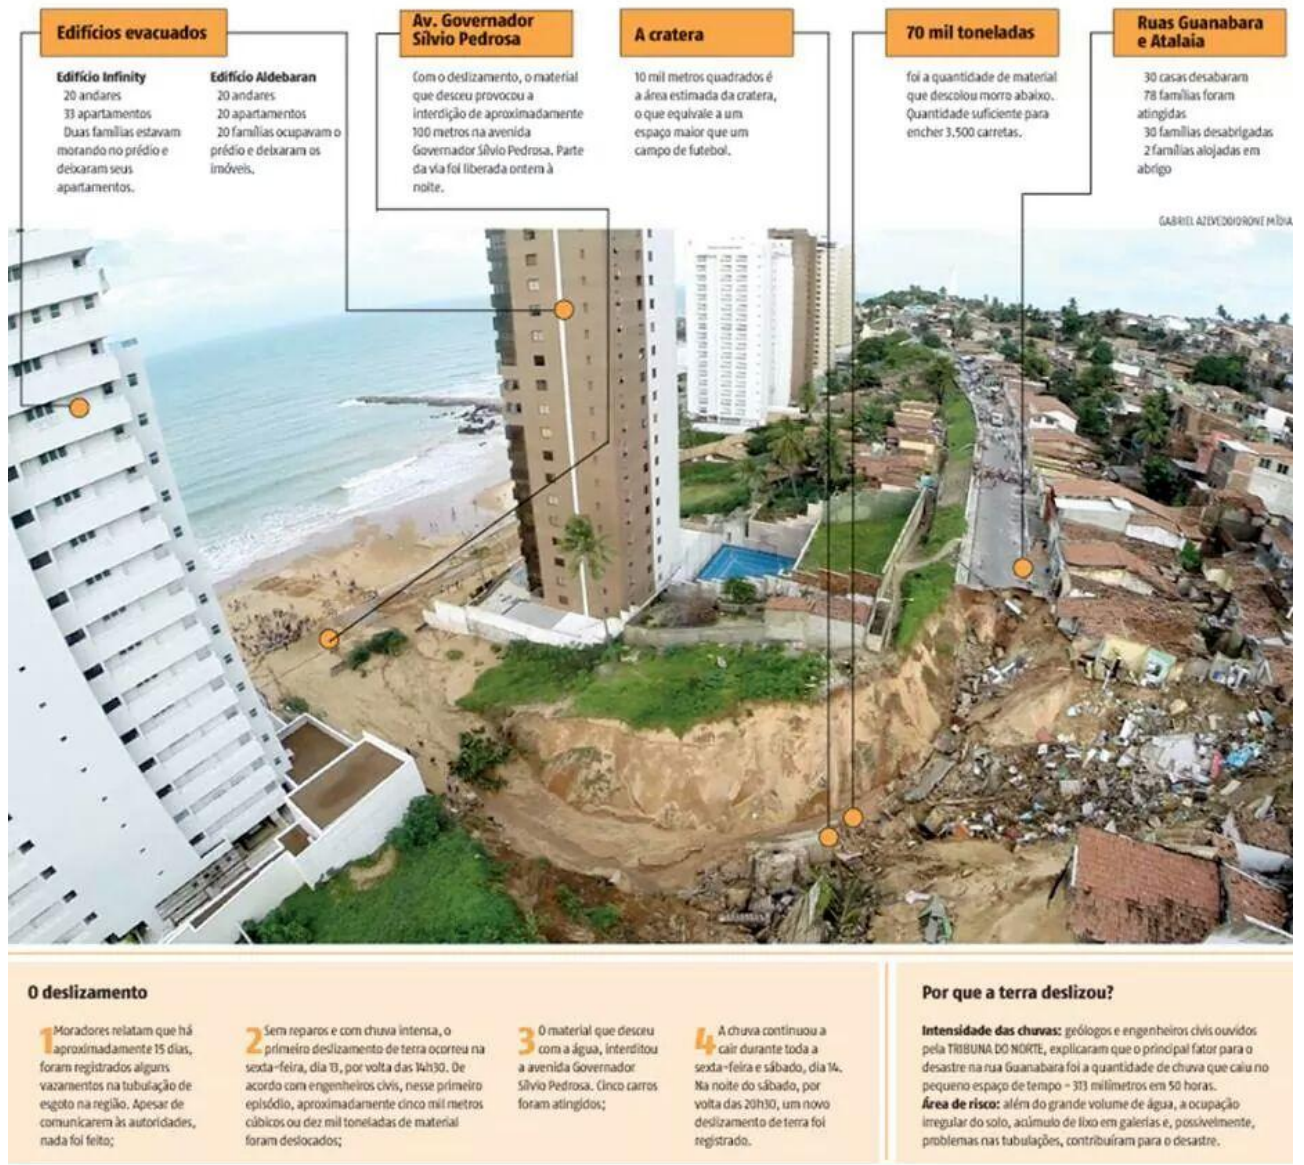 Edifícios evacuados
Edifício Infinity
20 andares
33 apartamentos
Duas famílias estavam
morando no prédio e
deixaram seus
apartamentos.
Edifício Aldebaran
20 andares
20 apartamentos
20 famílias ocupavam o
prédio e deixaram os
imóveis.
Av. Governador
Sílvio Pedrosa
Com o deslizamento, o material
que desceu provocou a
interdição de aproximadamente
100 metros na avenida
Governador Sílvio Pedrosa. Parte
da via foi liberada ontem à
noite.
A cratera
10 mil metros quadrados é
a área estimada da cratera,
o que equivale a um
espaço maior que um
campo de futebol.
70 mil toneladas
foi a quantidade de material
que descolou morro abaixo.
Quantidade suficiente para
encher 3.500 carretas.
Ruas Guanabara
e Atalaia
30 casas desabaram
78 famílias foram
atingidas
30 famílias desabrigadas
2 famílias alojadas em
abrigo
GABRIEL AZEVEDO/DRONE MÍDIA
O deslizamento
1 Moradores relatam que há
aproximadamente 15 dias,
foram registrados alguns
vazamentos na tubulação de
esgoto na região. Apesar de
comunicarem às autoridades,
nada foi feito;
2 Sem reparos e com chuva intensa, o
primeiro deslizamento de terra ocorreu na
sexta-feira, dia 13, por volta das 14h30. De
acordo com engenheiros civis, nesse primeiro
episódio, aproximadamente cinco mil metros
cúbicos ou dez mil toneladas de material
foram deslocados;
3 O material que desceu
com a água, interditou
a avenida Governador
Sílvio Pedrosa. Cinco carros
foram atingidos;
4 A chuva continuou a
cair durante toda a
sexta-feira e sábado, dia 14.
Na noite do sábado, por
volta das 20h30, um novo
deslizamento de terra foi
registrado.
Por que a terra deslizou?
Intensidade das chuvas: geólogos e engenheiros civis ouvidos
pela TRIBUNA DO NORTE, explicaram que o principal fator para o
desastre na rua Guanabara foi a quantidade de chuva que caiu no
pequeno espaço de tempo - 313 milímetros em 50 horas.
Área de risco: além do grande volume de água, a ocupação
irregular do solo, acúmulo de lixo em galerias e, possivelmente,
problemas nas tubulações, contribuíram para o desastre.